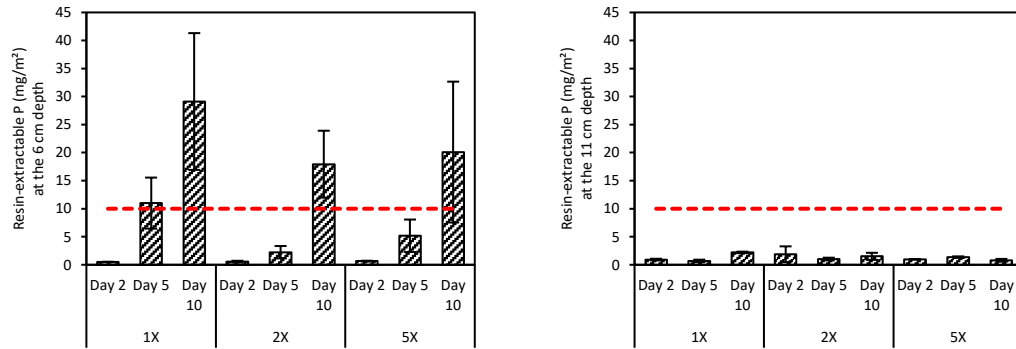 Resin-extractable P (mg/m²)
at the 6 cm depth
45
40
35
30
25
20
15
10
5
0
Day 2 Day 5 Day 10 Day 2 Day 5 Day 10 Day 2 Day 5 Day 10
1X 2X 5X
Resin-extractable P (mg/m²)
at the 11 cm depth
45
40
35
30
25
20
15
10
5
0
Day 2 Day 5 Day 10 Day 2 Day 5 Day 10 Day 2 Day 5 Day 10
1X 2X 5X